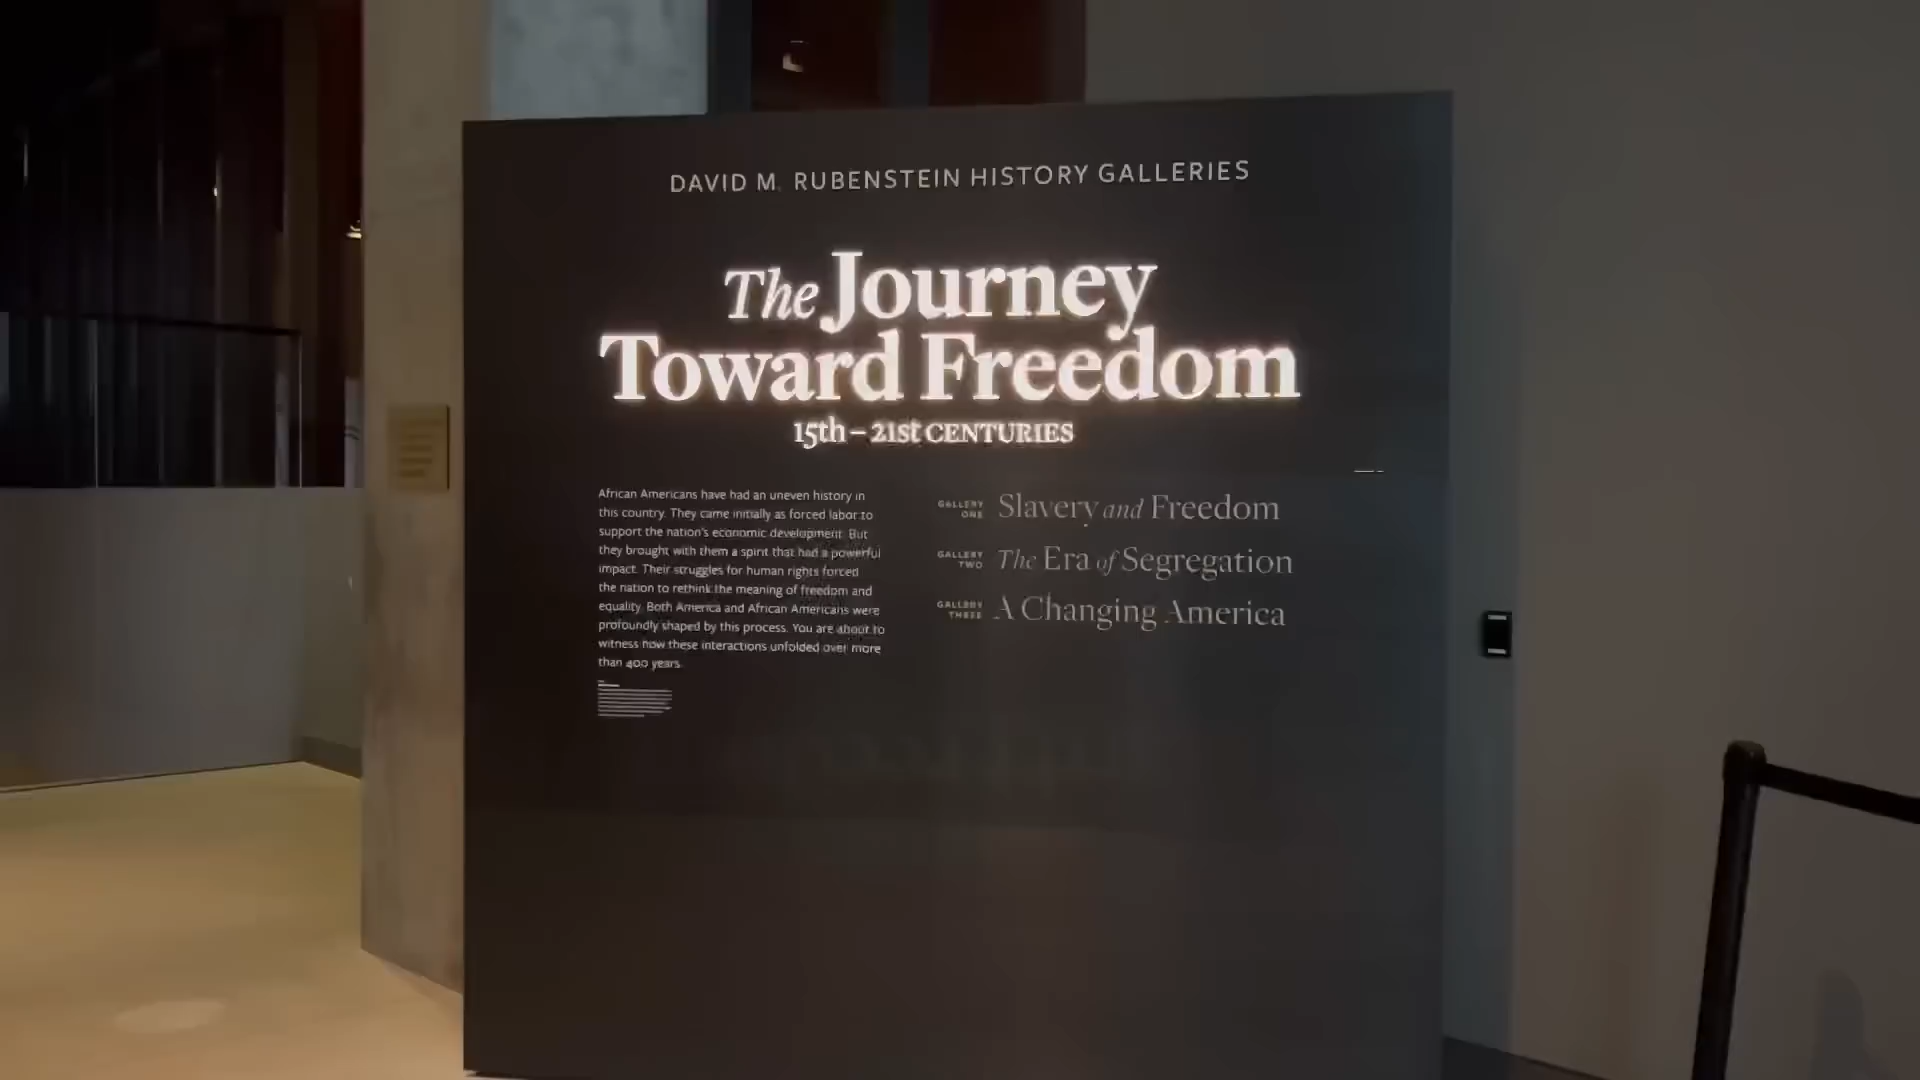 DAVID M. RUBENSTEIN HISTORY GALLERIES
The Journey
Toward Freedom
15th – 21st CENTURIES
African Americans have had an uneven history in
this country. They came initially as forced labor to
support the nation's economic development. But
they brought with them a spirit that had a powerful
impact. Their struggles for human rights forced
the nation to rethink the meaning of freedom and
equality. Both America and African Americans were
profoundly shaped by this process. You are about to
witness how these interactions unfolded over more
than 400 years.
GALLERY
ONE
Slavery and Freedom
GALLERY
TWO
The Era of Segregation
GALLERY
THREE
A Changing America